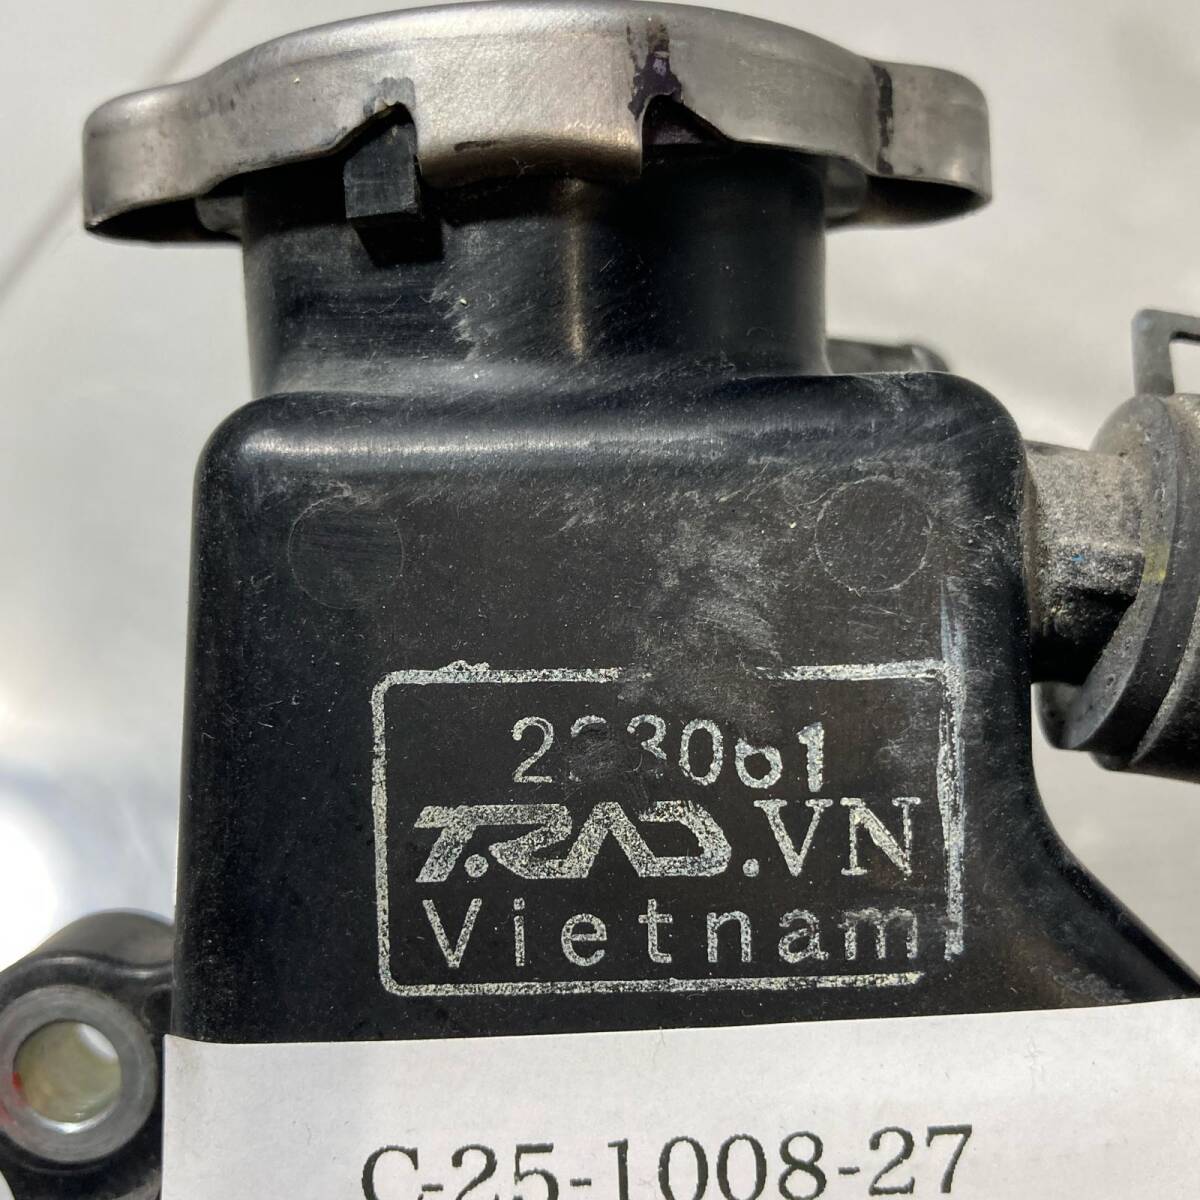 T.RAD.VN
Vietnam
C-25-1008-27